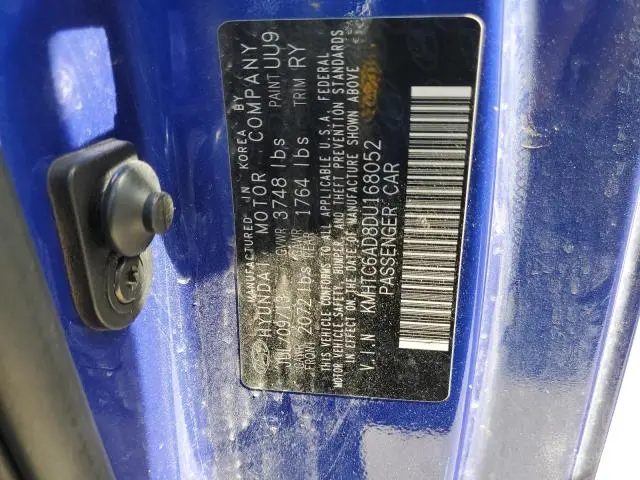 MANUFACTURED IN KOREA BY
HYUNDAI MOTOR COMPANY
09/13 GVWR 3748 lbs PAINT UU9
2072 lbs 1764 lbs TRIM RY
THIS VEHICLE CONFORMS TO ALL APPLICABLE U.S.A. FEDERAL
MOTOR VEHICLE SAFETY, BUMPER, AND THEFT PREVENTION STANDARDS
IN EFFECT ON THE DATE OF MANUFACTURE SHOWN ABOVE
V.I.N KMHTC6AD8DU168052
PASSENGER CAR